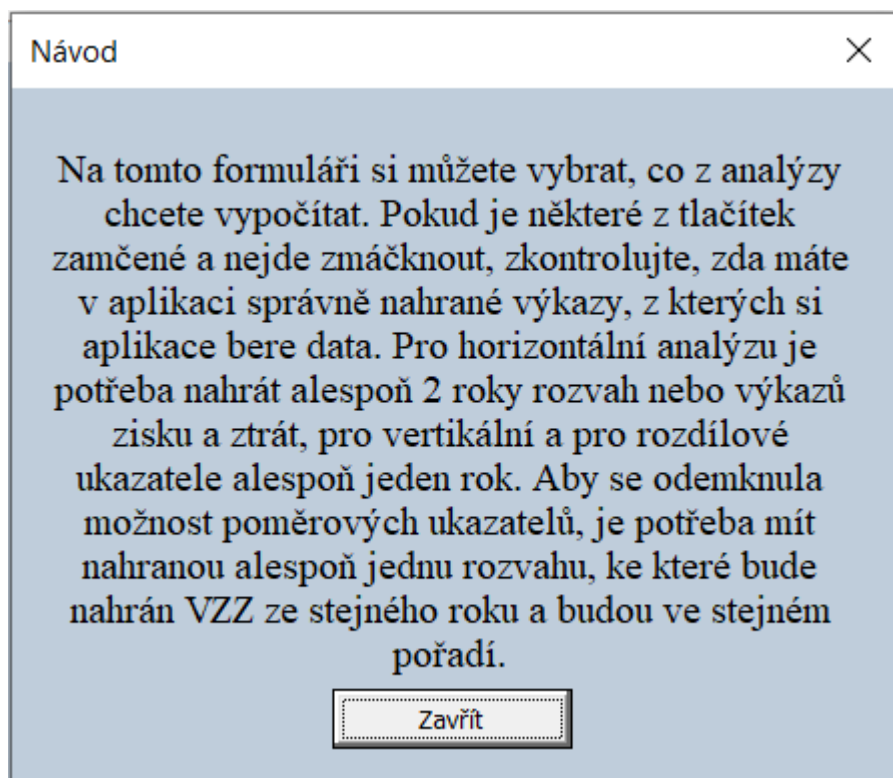 Návod
Na tomto formuláři si můžete vybrat, co z analýzy
chcete vypočítat. Pokud je některé z tlačítek
zamčené a nejde zmáčknout, zkontrolujte, zda máte
v aplikaci správně nahrané výkazy, z kterých si
aplikace bere data. Pro horizontální analýzu je
potřeba nahrát alespoň 2 roky rozvah nebo výkazů
zisku a ztrát, pro vertikální a pro rozdílové
ukazatele alespoň jeden rok. Aby se odemknula
možnost poměrových ukazatelů, je potřeba mít
nahranou alespoň jednu rozvahu, ke které bude
nahrán VZZ ze stejného roku a budou ve stejném
pořadí.
Zavřít